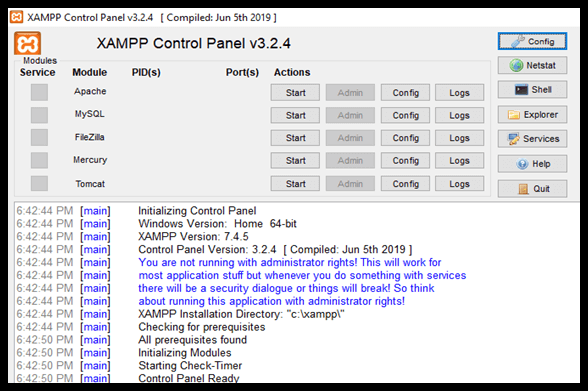 XAMPP Control Panel v3.2.4 [ Compiled: Jun 5th 2019 ]
XAMPP Control Panel v3.2.4
Config
Modules
Service Module PID(s) Port(s) Actions
Netstat
Apache Start Admin Config Logs
Shell
MySQL Start Admin Config Logs
Explorer
FileZilla Start Admin Config Logs
Services
Mercury Start Admin Config Logs
Help
Tomcat Start Admin Config Logs
Quit
6:42:44 PM [main] Initializing Control Panel
6:42:44 PM [main] Windows Version: Home 64-bit
6:42:44 PM [main] XAMPP Version: 7.4.5
6:42:44 PM [main] Control Panel Version: 3.2.4 [ Compiled: Jun 5th 2019 ]
6:42:44 PM [main] You are not running with administrator rights! This will work for
6:42:44 PM [main] most application stuff but whenever you do something with services
6:42:44 PM [main] there will be a security dialogue or things will break! So think
6:42:44 PM [main] about running this application with administrator rights!
6:42:44 PM [main] XAMPP Installation Directory: "c:\xampp\"
6:42:44 PM [main] Checking for prerequisites
6:42:50 PM [main] All prerequisites found
6:42:50 PM [main] Initializing Modules
6:42:50 PM [main] Starting Check-Timer
6:42:50 PM [main] Control Panel Ready